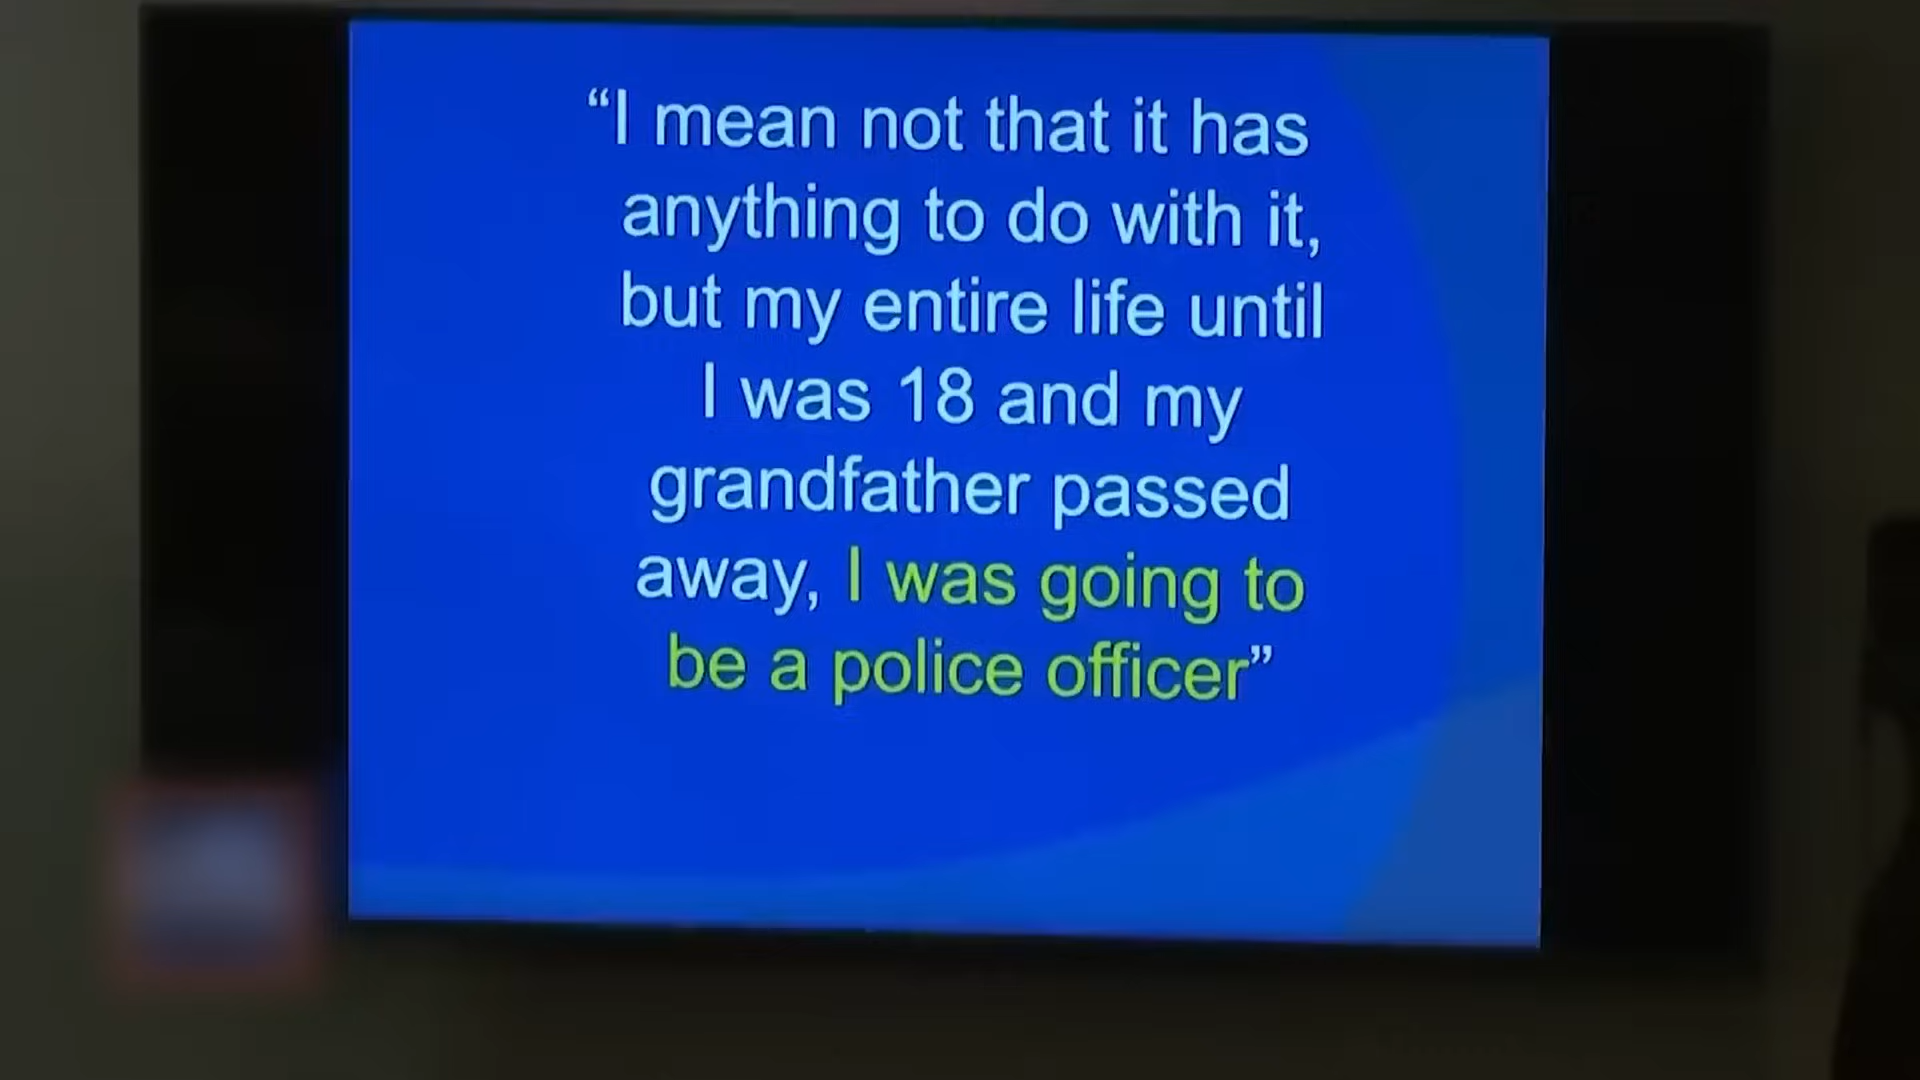 “I mean not that it has
anything to do with it,
but my entire life until
I was 18 and my
grandfather passed
away, I was going to
be a police officer”